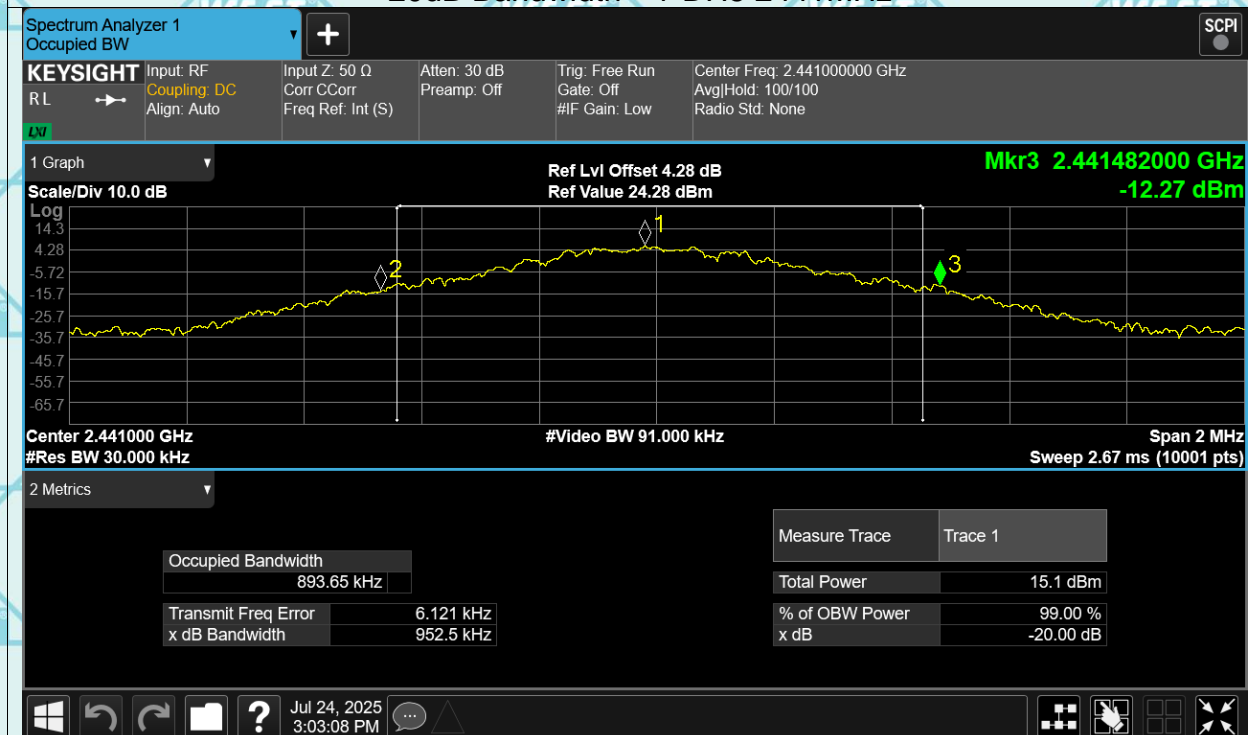 Spectrum Analyzer 1
Occupied BW
SCPI
KEYSIGHT
RL
LXI
Input: RF
Coupling: DC
Align: Auto
Input Z: 50 Ω
Corr CCorr
Freq Ref: Int (S)
Atten: 30 dB
Preamp: Off
Trig: Free Run
Gate: Off
#IF Gain: Low
Center Freq: 2.441000000 GHz
Avg|Hold: 100/100
Radio Std: None
1 Graph
Scale/Div 10.0 dB
Ref Lvl Offset 4.28 dB
Ref Value 24.28 dBm
Mkr3 2.441482000 GHz
-12.27 dBm
Log
14.3
4.28
-5.72
-15.7
-25.7
-35.7
-45.7
-55.7
-65.7
1
2
3
Center 2.441000 GHz
#Video BW 91.000 kHz
Span 2 MHz
#Res BW 30.000 kHz
Sweep 2.67 ms (10001 pts)
2 Metrics
Occupied Bandwidth
893.65 kHz
Transmit Freq Error 6.121 kHz
x dB Bandwidth 952.5 kHz
Measure Trace Trace 1
Total Power 15.1 dBm
% of OBW Power 99.00 %
x dB -20.00 dB
?
Jul 24, 2025
3:03:08 PM